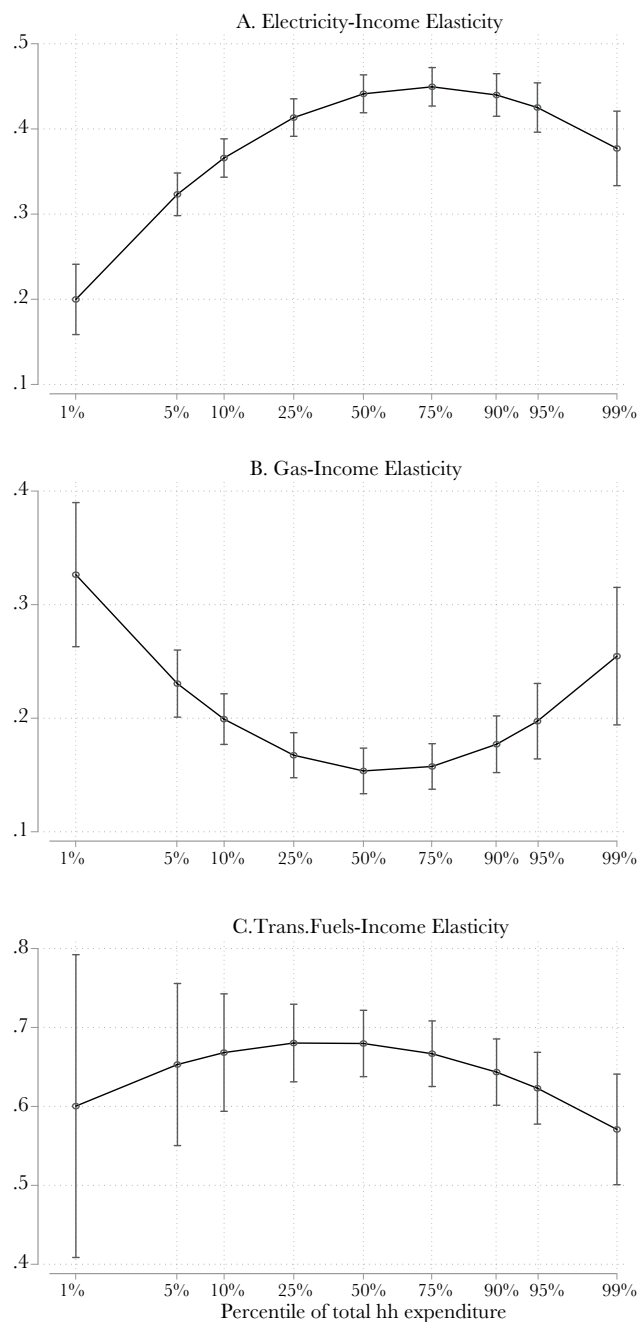 A. Electricity-Income Elasticity
.5
.4
.3
.2
.1
1% 5% 10% 25% 50% 75% 90% 95% 99%
B. Gas-Income Elasticity
.4
.3
.2
.1
1% 5% 10% 25% 50% 75% 90% 95% 99%
C.Trans.Fuels-Income Elasticity
.8
.7
.6
.5
.4
1% 5% 10% 25% 50% 75% 90% 95% 99%
Percentile of total hh expenditure